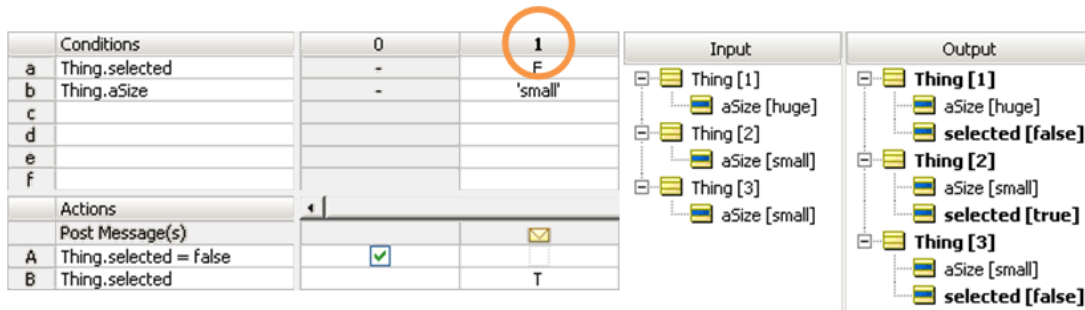 Conditions 0 1
a Thing.selected - F
b Thing.aSize - 'small'
c
d
e
f
Actions
Post Message(s)
A Thing.selected = false
B Thing.selected T
Input
Thing [1]
aSize [huge]
Thing [2]
aSize [small]
Thing [3]
aSize [small]
Output
Thing [1]
aSize [huge]
selected [false]
Thing [2]
aSize [small]
selected [true]
Thing [3]
aSize [small]
selected [false]